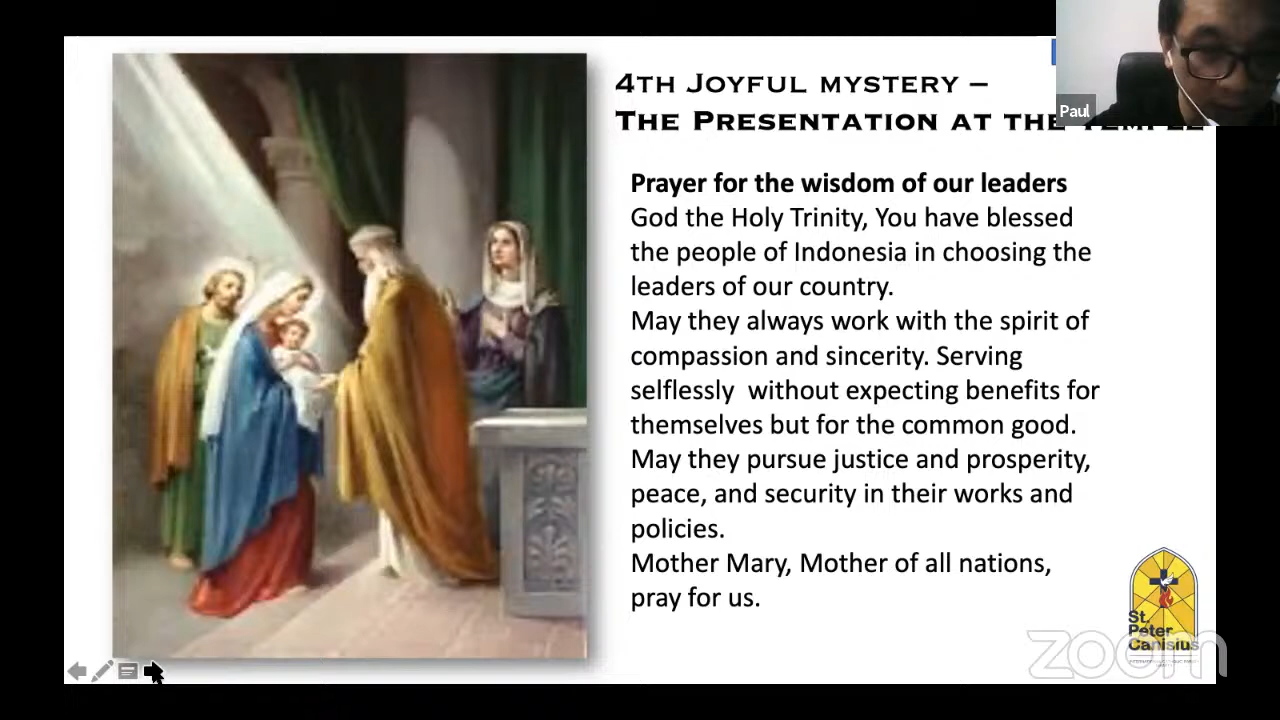 4TH JOYFUL MYSTERY –
THE PRESENTATION AT THE TEMPLE
Paul
Prayer for the wisdom of our leaders
God the Holy Trinity, You have blessed
the people of Indonesia in choosing the
leaders of our country.
May they always work with the spirit of
compassion and sincerity. Serving
selflessly  without expecting benefits for
themselves but for the common good.
May they pursue justice and prosperity,
peace, and security in their works and
policies.
Mother Mary, Mother of all nations,
pray for us.
St.
Peter
Canisius
zoom